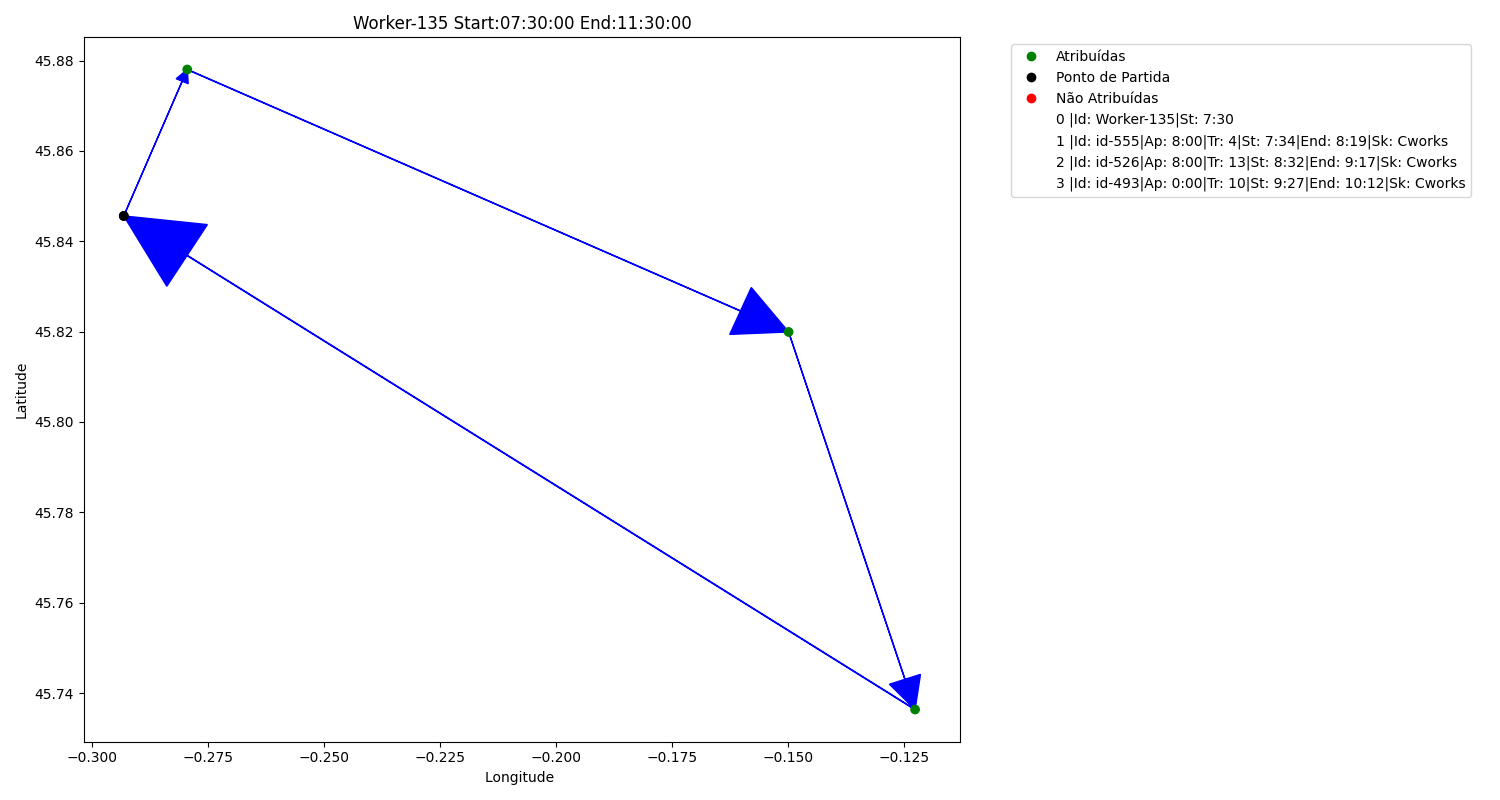 Worker-135 Start:07:30:00 End:11:30:00
45.88
45.86
45.84
45.82
45.80
45.78
45.76
45.74
Latitude
−0.300 −0.275 −0.250 −0.225 −0.200 −0.175 −0.150 −0.125
Longitude
Atribuídas
Ponto de Partida
Não Atribuídas
0 |Id: Worker-135|St: 7:30
1 |Id: id-555|Ap: 8:00|Tr: 4|St: 7:34|End: 8:19|Sk: Cworks
2 |Id: id-526|Ap: 8:00|Tr: 13|St: 8:32|End: 9:17|Sk: Cworks
3 |Id: id-493|Ap: 0:00|Tr: 10|St: 9:27|End: 10:12|Sk: Cworks